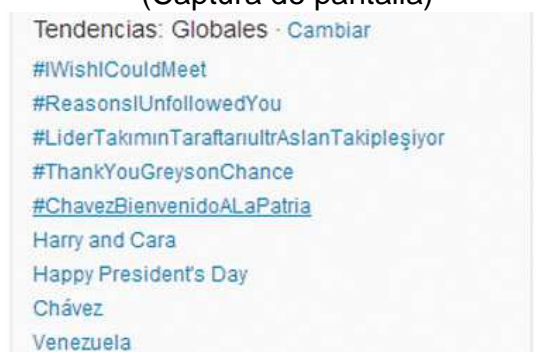 (Captura de pantalla)
Tendencias: Globales · Cambiar
#IWishICouldMeet
#ReasonsIUnfollowedYou
#LiderTakımınTaraftarıultrAslanTakipleşiyor
#ThankYouGreysonChance
#ChavezBienvenidoALaPatria
Harry and Cara
Happy President's Day
Chávez
Venezuela